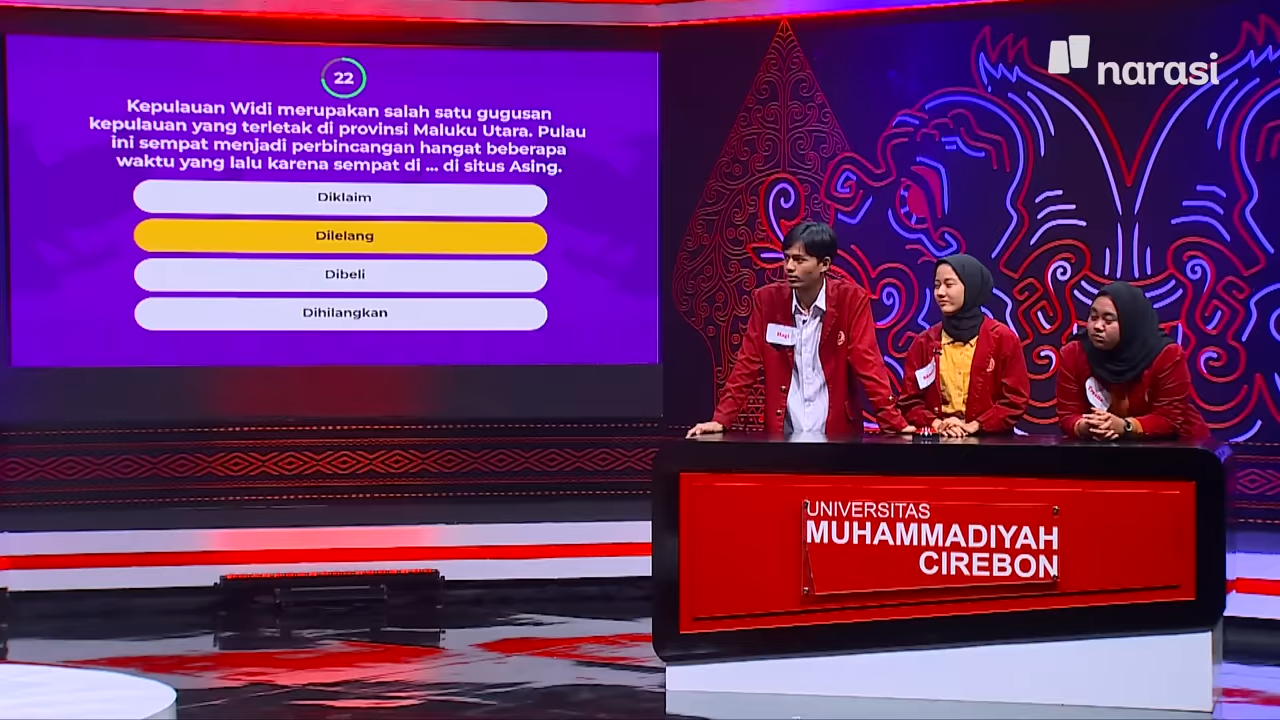 22
Kepulauan Widi merupakan salah satu gugusan
kepulauan yang terletak di provinsi Maluku Utara. Pulau
ini sempat menjadi perbincangan hangat beberapa
waktu yang lalu karena sempat di ... di situs Asing.
Diklaim
Dilelang
Dibeli
Dihilangkan
narasi
UNIVERSITAS
MUHAMMADIYAH
CIREBON